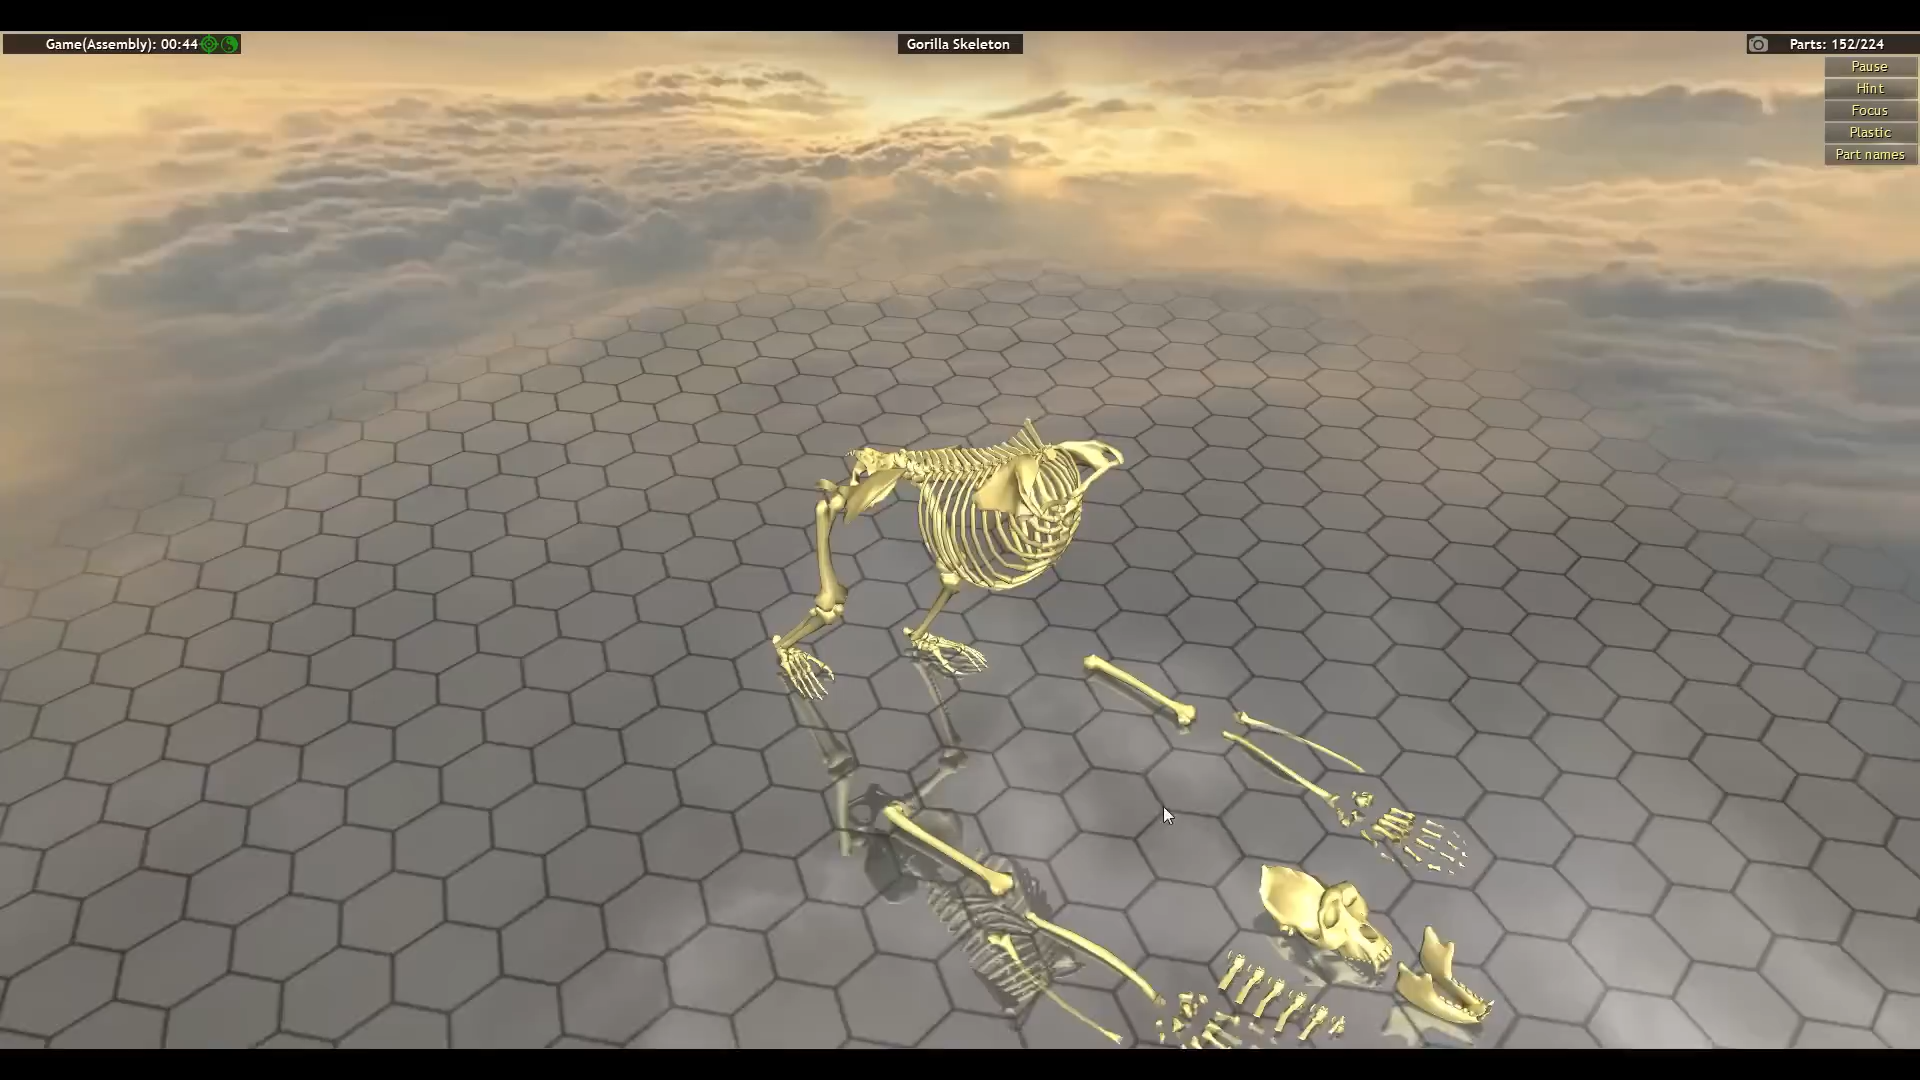 Game(Assembly): 00:44
Gorilla Skeleton
Parts: 152/224
Pause
Hint
Focus
Plastic
Part names